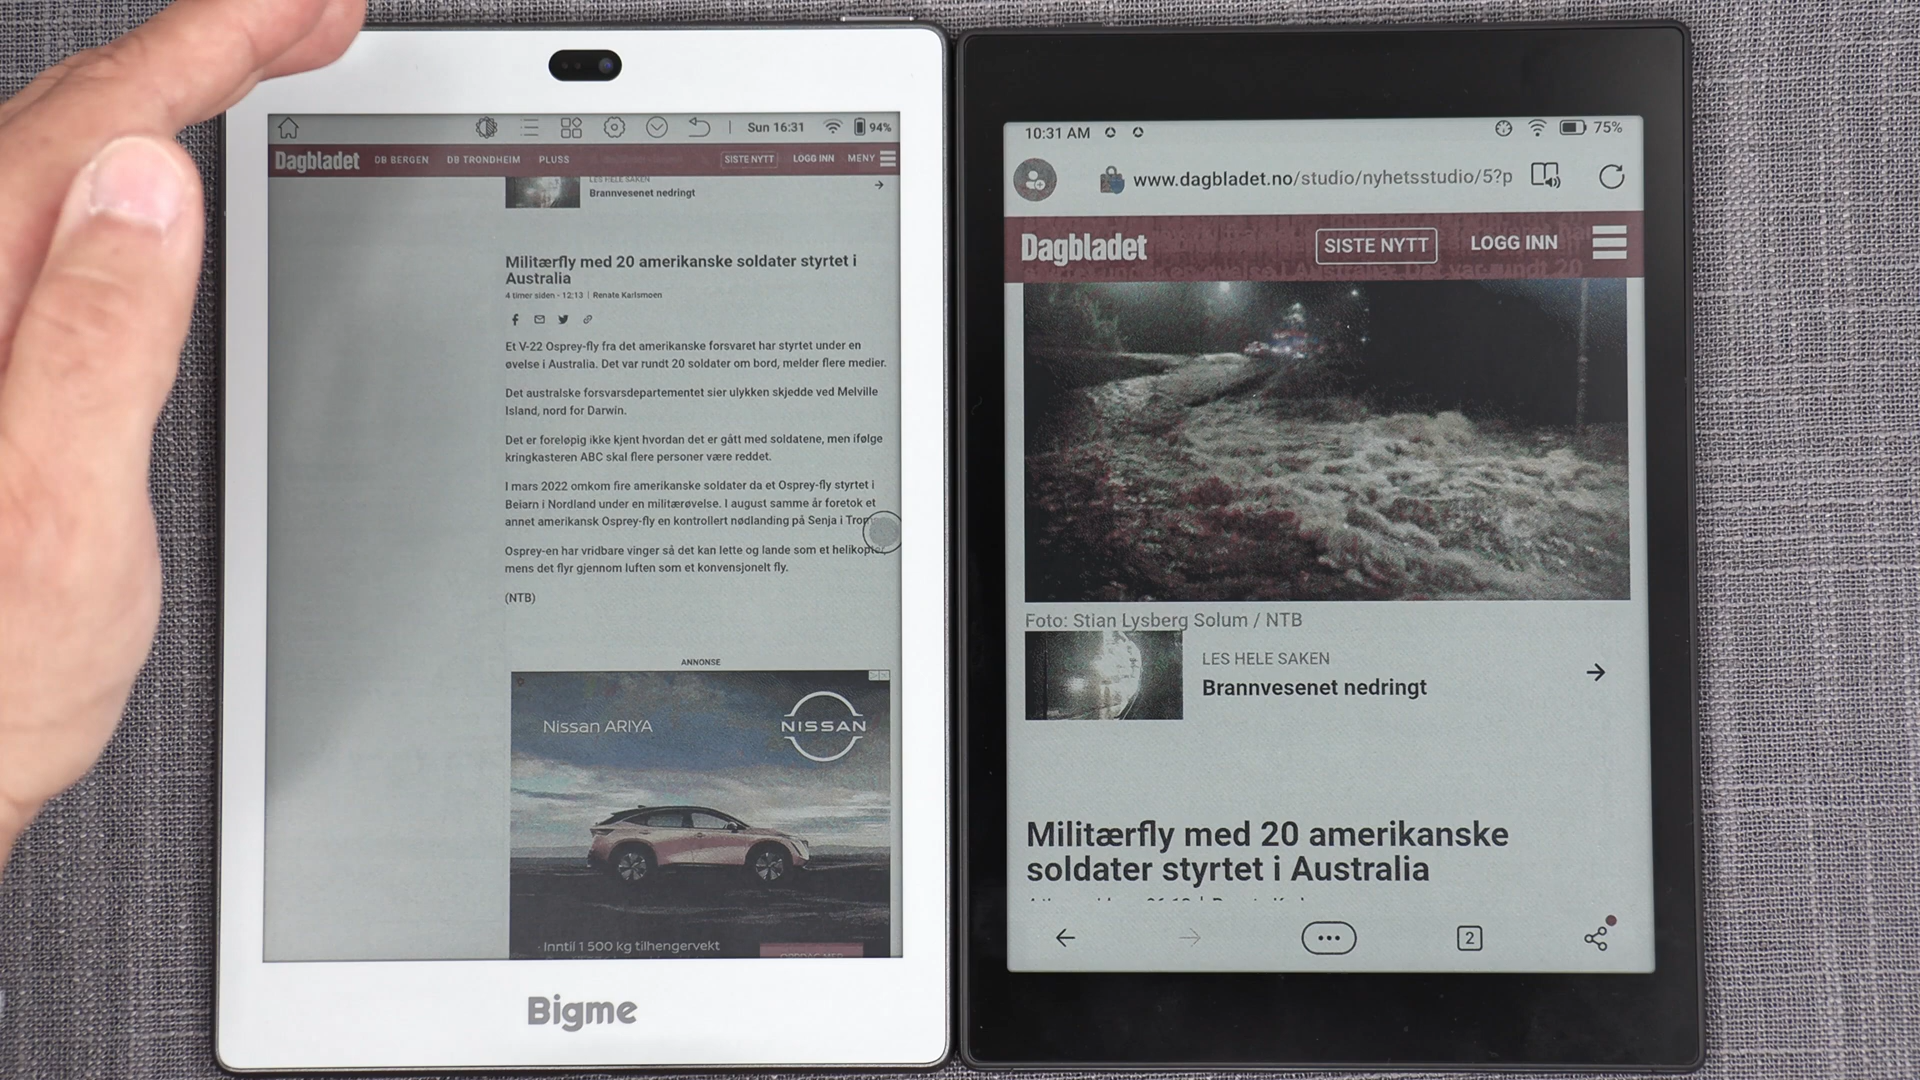 Sun 16:31
94%
Dagbladet
DB BERGEN
DB TRONDHEIM
PLUSS
SISTE NYTT
LOGG INN
MENY
LES HELE SAKEN
Brannvesenet nedringt
Militærfly med 20 amerikanske soldater styrtet i
Australia
4 timer siden - 12:13 | Renate Karlsmoen
Et V-22 Osprey-fly fra det amerikanske forsvaret har styrtet under en
øvelse i Australia. Det var rundt 20 soldater om bord, melder flere medier.
Det australske forsvarsdepartementet sier ulykken skjedde ved Melville
Island, nord for Darwin.
Det er foreløpig ikke kjent hvordan det er gått med soldatene, men ifølge
kringkasteren ABC skal flere personer være reddet.
I mars 2022 omkom fire amerikanske soldater da et Osprey-fly styrtet i
Beiarn i Nordland under en militærøvelse. I august samme år foretok et
annet amerikansk Osprey-fly en kontrollert nødlanding på Senja i
Osprey-en har vridbare vinger så det kan lette og lande som et helikopter,
mens det flyr gjennom luften som et konvensjonelt fly.
(NTB)
ANNONSE
Nissan ARIYA
NISSAN
· Inntil 1 500 kg tilhengervekt
Bigme
10:31 AM
75%
www.dagbladet.no/studio/nyhetsstudio/5?p
Dagbladet
SISTE NYTT
LOGG INN
Foto: Stian Lysberg Solum / NTB
LES HELE SAKEN
Brannvesenet nedringt
Militærfly med 20 amerikanske
soldater styrtet i Australia
2